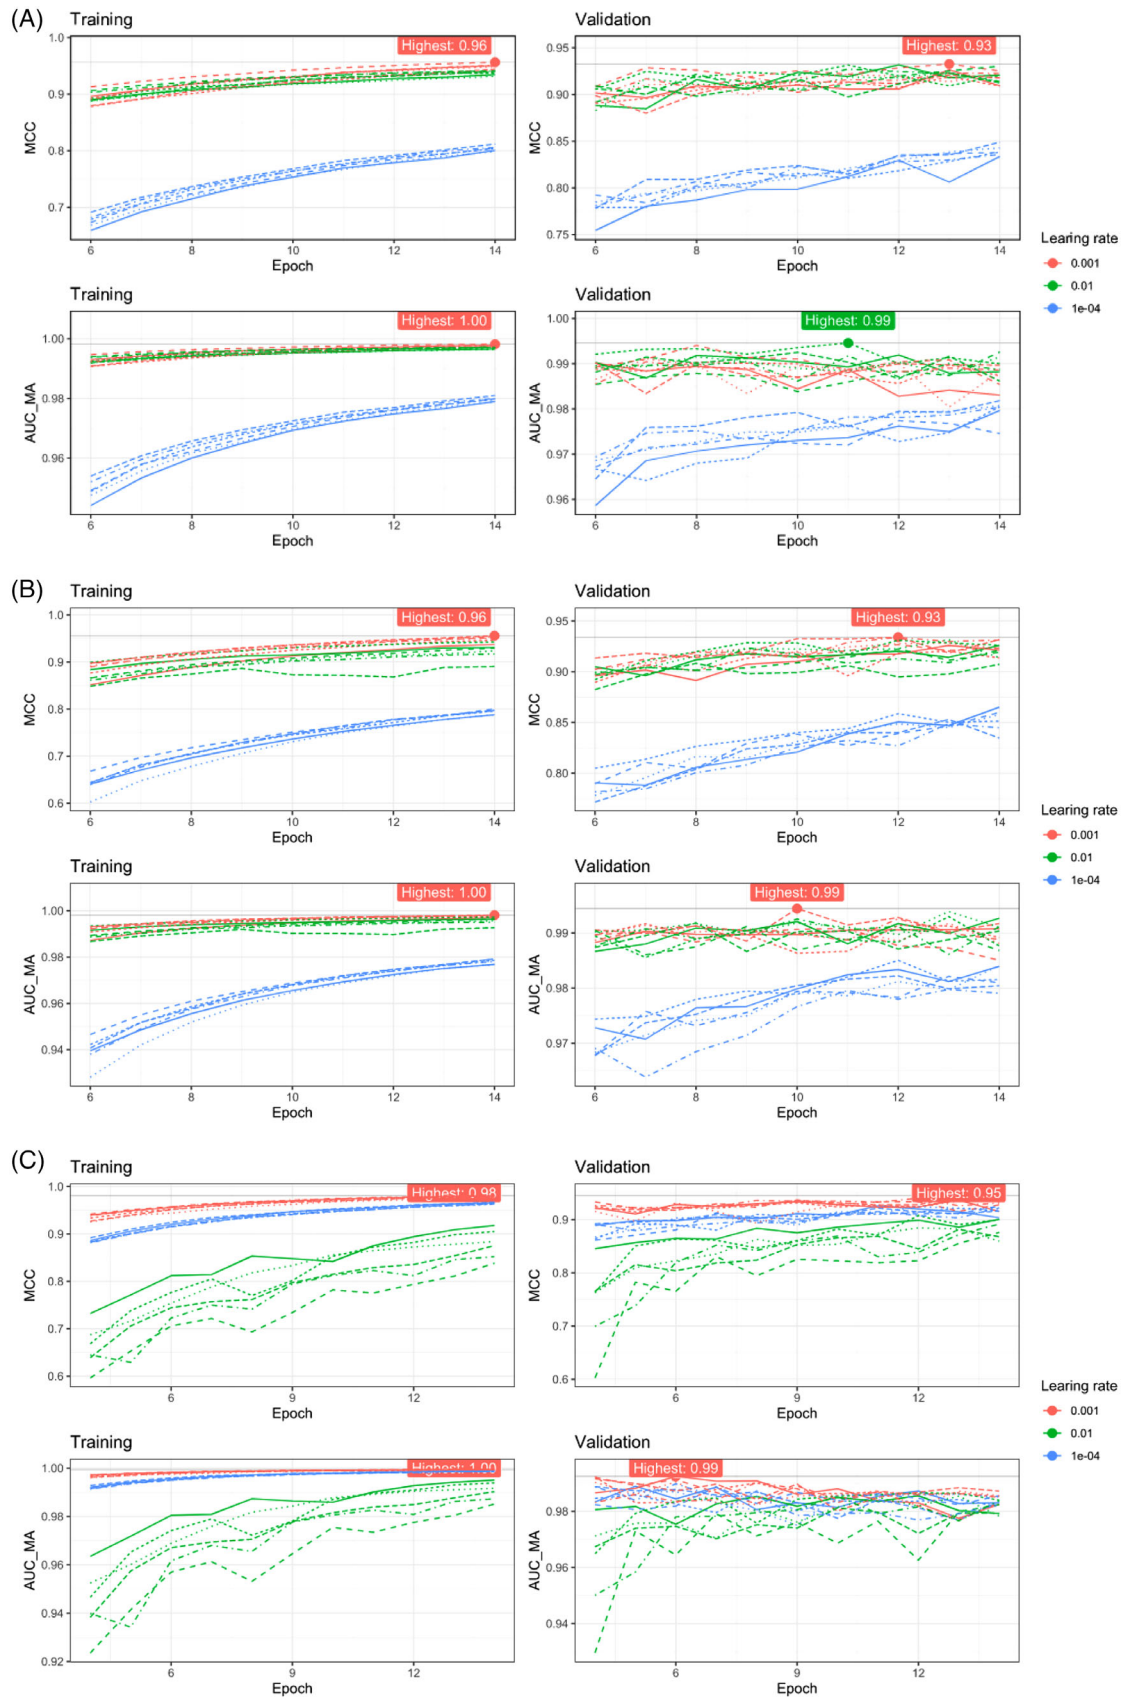 (A)
Training
Validation
Highest: 0.96
Highest: 0.93
1.0
0.9
0.8
0.7
MCC
0.95
0.90
0.85
0.80
0.75
MCC
6 8 10 12 14
Epoch
6 8 10 12 14
Epoch
Learing rate
0.001
0.01
1e-04
Training
Validation
Highest: 1.00
Highest: 0.99
1.00
0.98
0.96
AUC_MA
1.00
0.99
0.98
0.97
0.96
AUC_MA
6 8 10 12 14
Epoch
6 8 10 12 14
Epoch
(B)
Training
Validation
Highest: 0.96
Highest: 0.93
1.0
0.9
0.8
0.7
0.6
MCC
0.95
0.90
0.85
0.80
MCC
6 8 10 12 14
Epoch
6 8 10 12 14
Epoch
Learing rate
0.001
0.01
1e-04
Training
Validation
Highest: 1.00
Highest: 0.99
1.00
0.98
0.96
0.94
AUC_MA
0.99
0.98
0.97
AUC_MA
6 8 10 12 14
Epoch
6 8 10 12 14
Epoch
(C)
Training
Validation
Highest: 0.98
Highest: 0.95
1.0
0.9
0.8
0.7
0.6
MCC
0.9
0.8
0.7
0.6
MCC
6 9 12
Epoch
6 9 12
Epoch
Learing rate
0.001
0.01
1e-04
Training
Validation
Highest: 1.00
Highest: 0.99
1.00
0.98
0.96
0.94
0.92
AUC_MA
0.98
0.96
0.94
AUC_MA
6 9 12
Epoch
6 9 12
Epoch